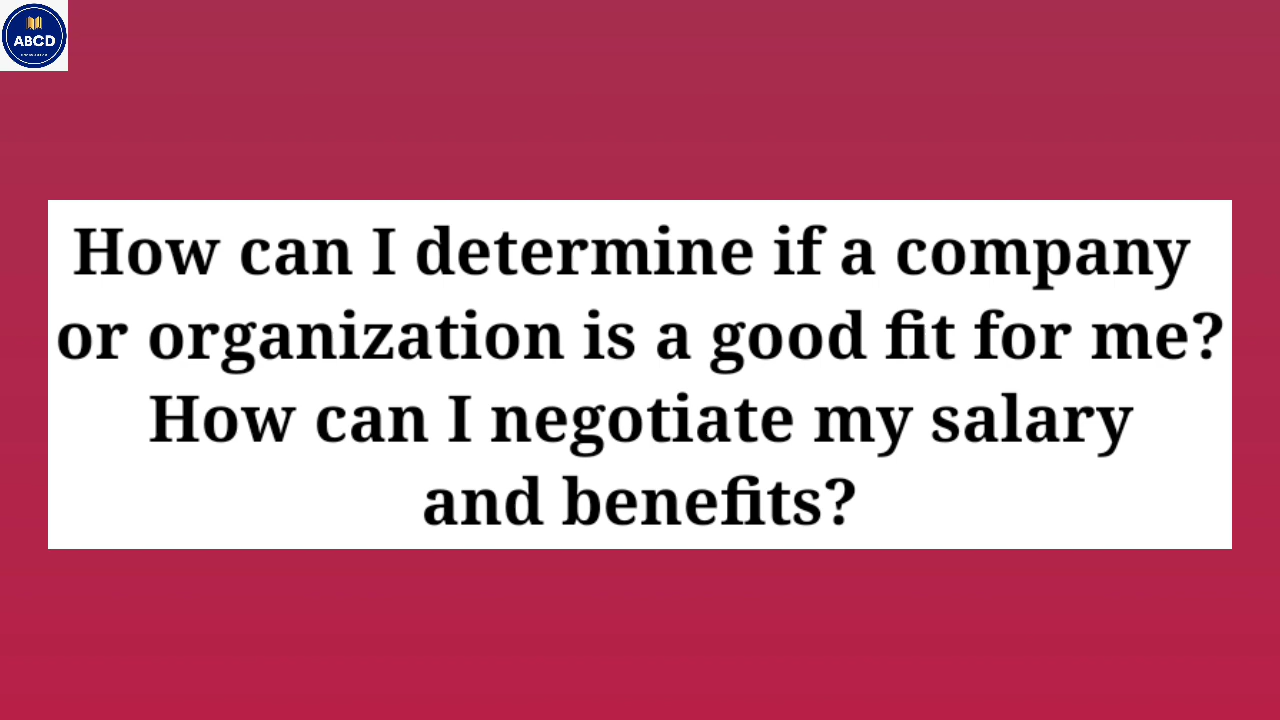 ABCD
How can I determine if a company
or organization is a good fit for me?
How can I negotiate my salary
and benefits?